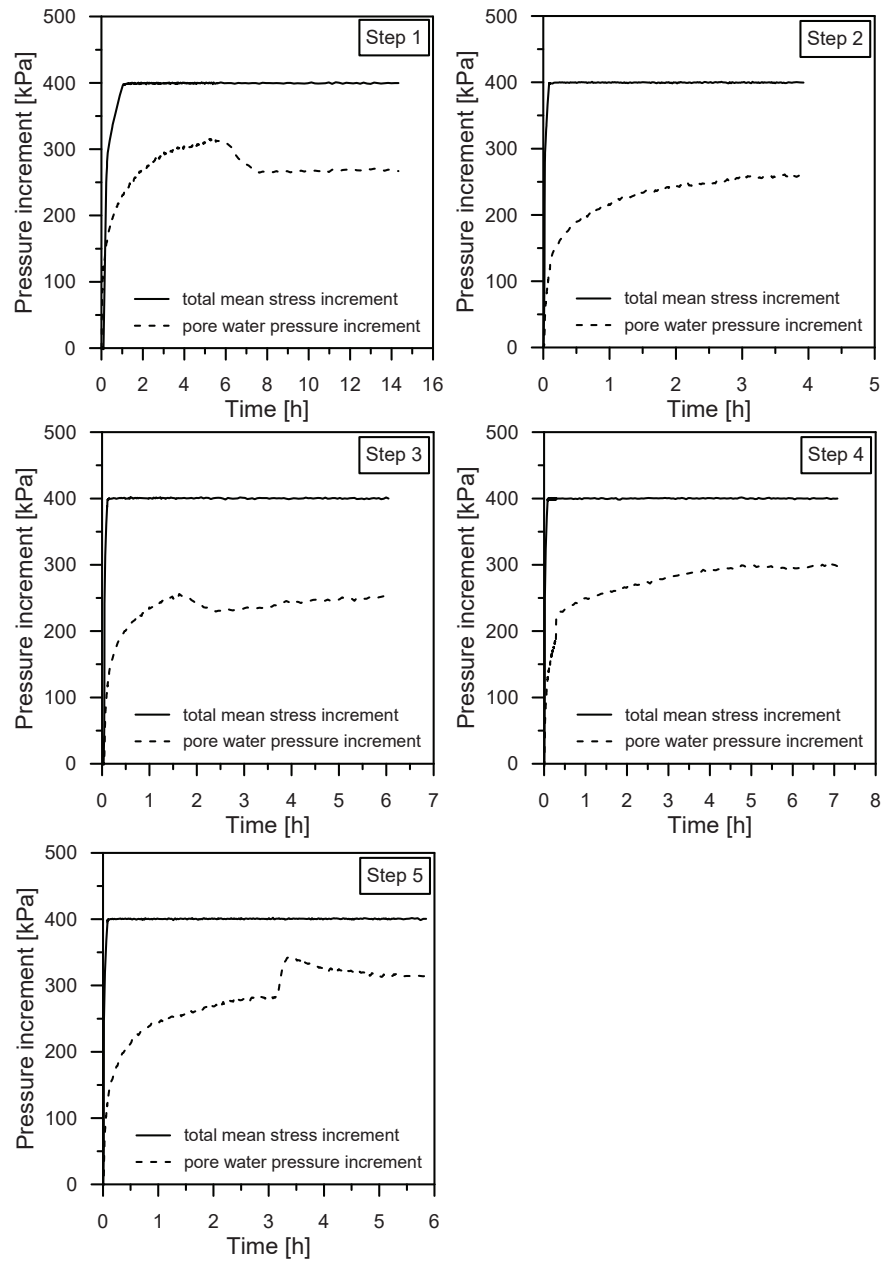 500
Step 1
400
300
200
100
0
Pressure increment [kPa]
total mean stress increment
pore water pressure increment
0 2 4 6 8 10 12 14 16
Time [h]
500
Step 2
400
300
200
100
0
Pressure increment [kPa]
total mean stress increment
pore water pressure increment
0 1 2 3 4 5
Time [h]
500
Step 3
400
300
200
100
0
Pressure increment [kPa]
total mean stress increment
pore water pressure increment
0 1 2 3 4 5 6 7
Time [h]
500
Step 4
400
300
200
100
0
Pressure increment [kPa]
total mean stress increment
pore water pressure increment
0 1 2 3 4 5 6 7 8
Time [h]
500
Step 5
400
300
200
100
0
Pressure increment [kPa]
total mean stress increment
pore water pressure increment
0 1 2 3 4 5 6
Time [h]